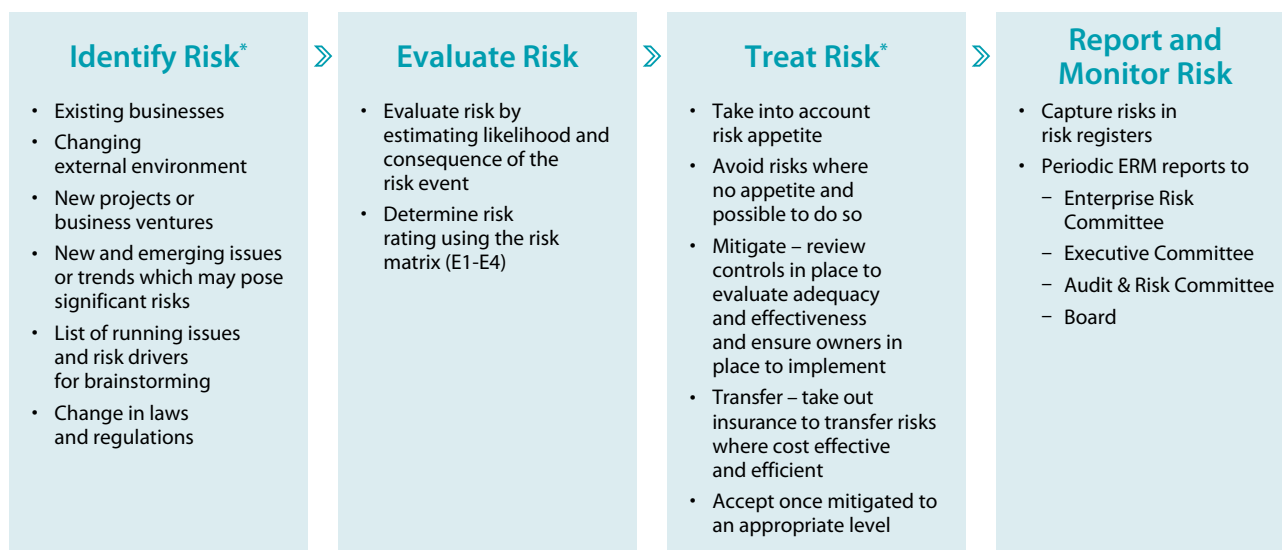 Identify Risk*
• Existing businesses
• Changing
external environment
• New projects or
business ventures
• New and emerging issues
or trends which may pose
significant risks
• List of running issues
and risk drivers
for brainstorming
• Change in laws
and regulations
Evaluate Risk
• Evaluate risk by
estimating likelihood and
consequence of the
risk event
• Determine risk
rating using the risk
matrix (E1-E4)
Treat Risk*
• Take into account
risk appetite
• Avoid risks where
no appetite and
possible to do so
• Mitigate – review
controls in place to
evaluate adequacy
and effectiveness
and ensure owners in
place to implement
• Transfer – take out
insurance to transfer risks
where cost effective
and efficient
• Accept once mitigated to
an appropriate level
Report and
Monitor Risk
• Capture risks in
risk registers
• Periodic ERM reports to
– Enterprise Risk
Committee
– Executive Committee
– Audit & Risk Committee
– Board